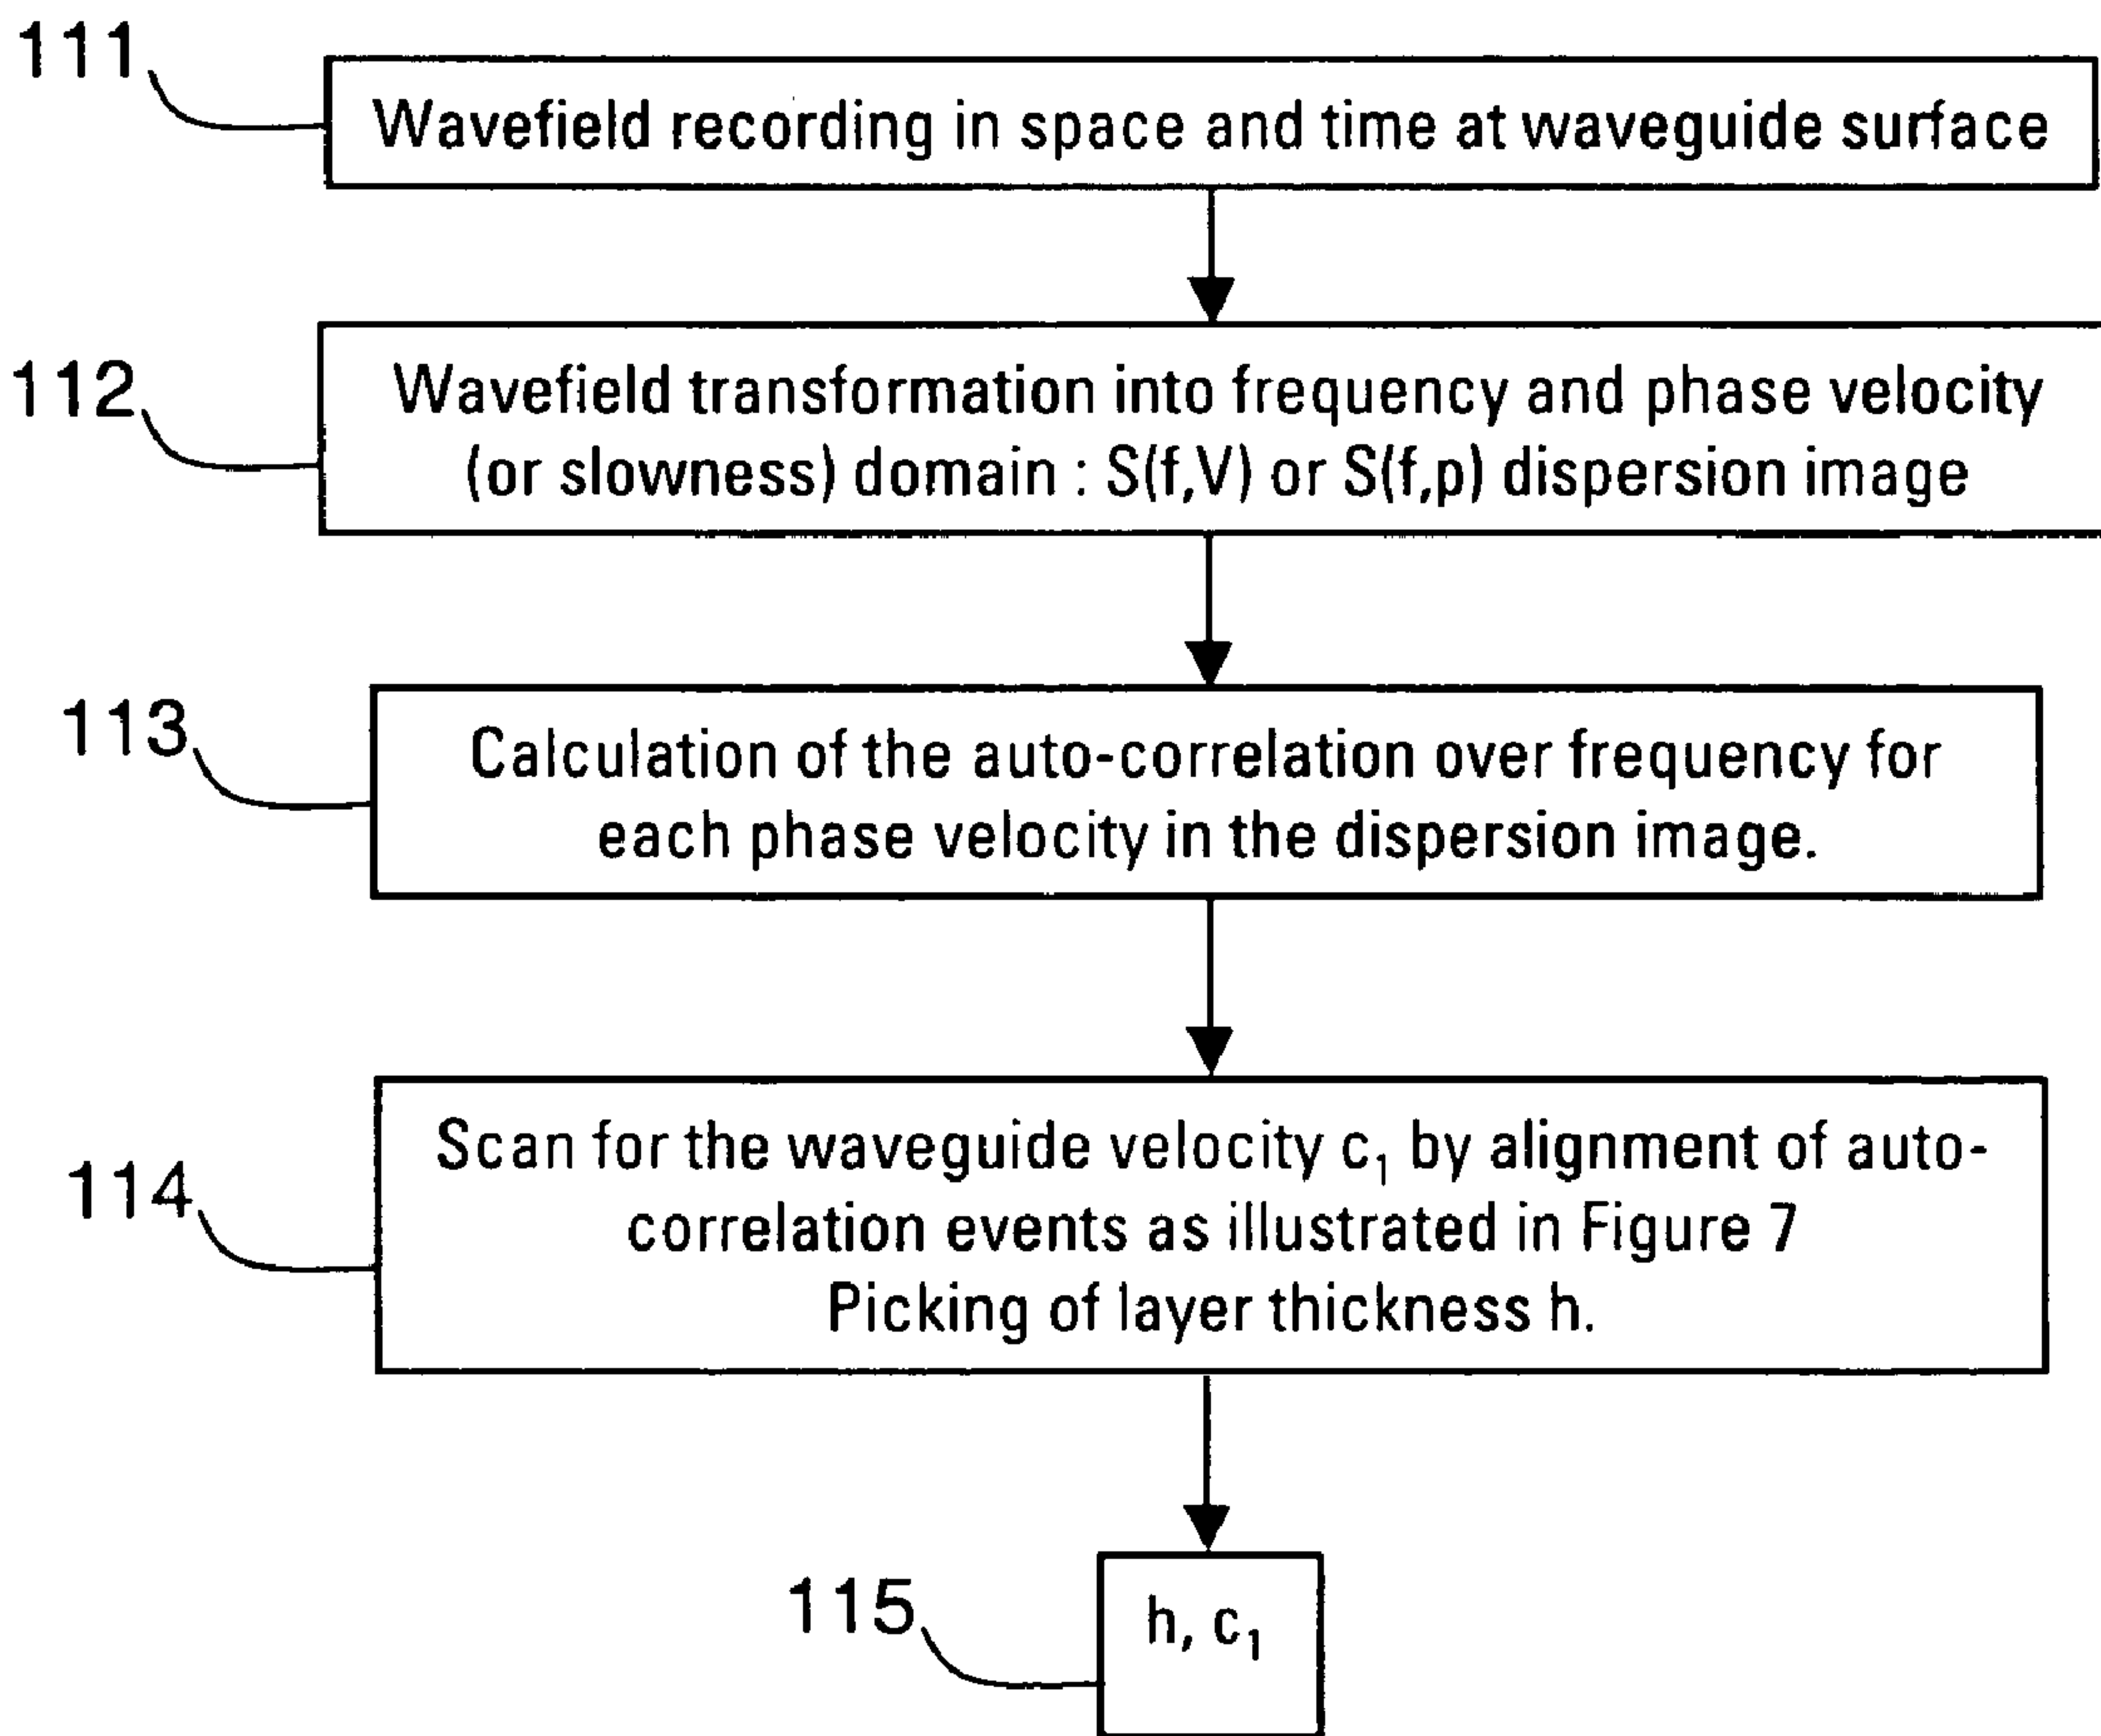 111
Wavefield recording in space and time at waveguide surface
112
Wavefield transformation into frequency and phase velocity
(or slowness) domain : S(f,V) or S(f,p) dispersion image
113
Calculation of the auto-correlation over frequency for
each phase velocity in the dispersion image.
114
Scan for the waveguide velocity c₁ by alignment of auto-
correlation events as illustrated in Figure 7
Picking of layer thickness h.
115
h, c₁